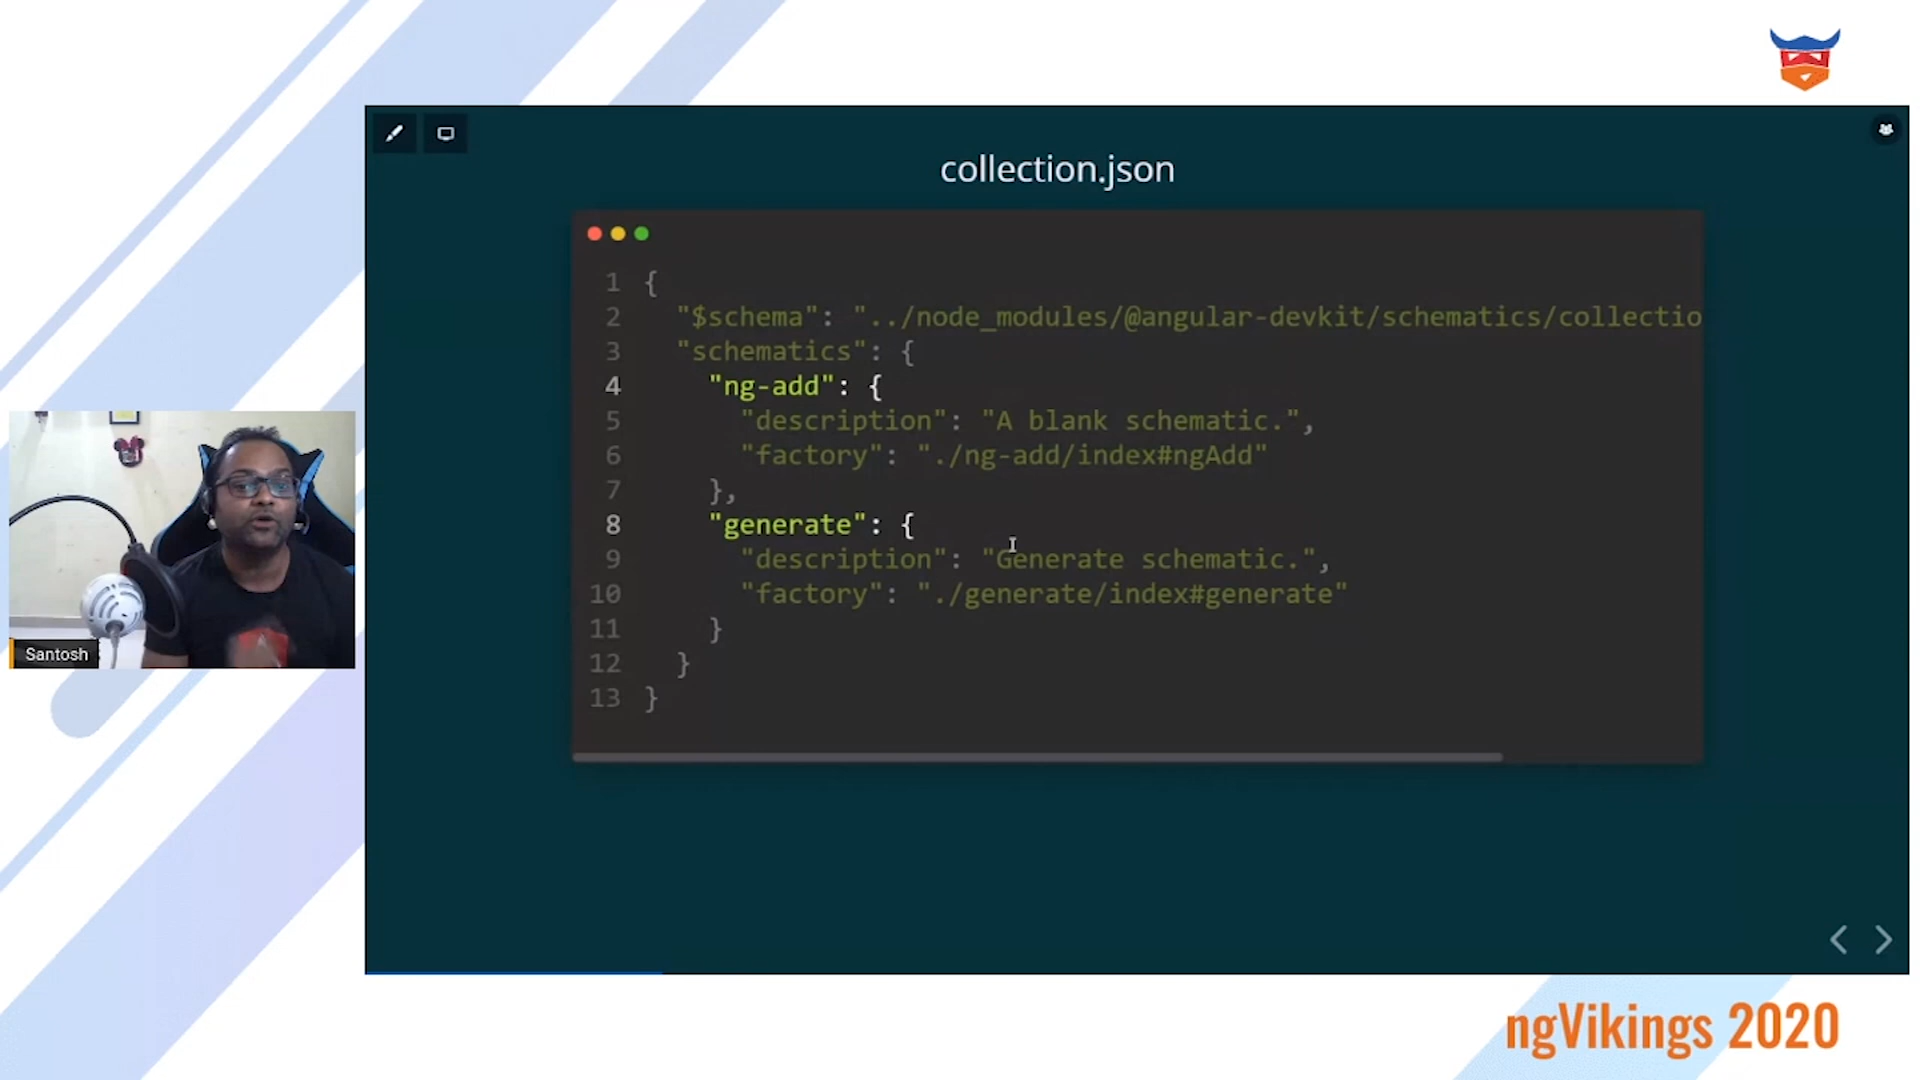 collection.json
1 {
2 "$schema": "../node_modules/@angular-devkit/schematics/collectio
3 "schematics": {
4 "ng-add": {
5 "description": "A blank schematic.",
6 "factory": "./ng-add/index#ngAdd"
7 },
8 "generate": {
9 "description": "Generate schematic.",
10 "factory": "./generate/index#generate"
11 }
12 }
13 }
Santosh
ngVikings 2020